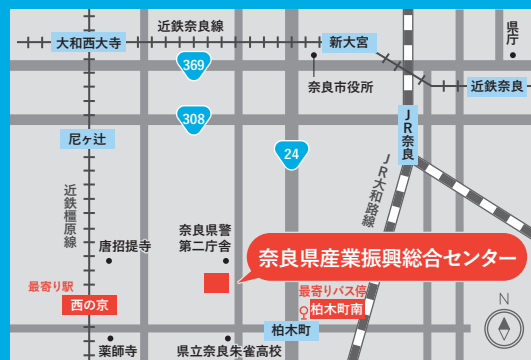 近鉄奈良線
大和西大寺
新大宮
県庁
369
奈良市役所
近鉄奈良
308
尼ヶ辻
24
JR奈良
JR大和路線
近鉄橿原線
唐招提寺
奈良県警
第二庁舎
奈良県産業振興総合センター
最寄り駅
西の京
最寄りバス停
柏木町南
柏木町
N
薬師寺
県立奈良朱雀高校